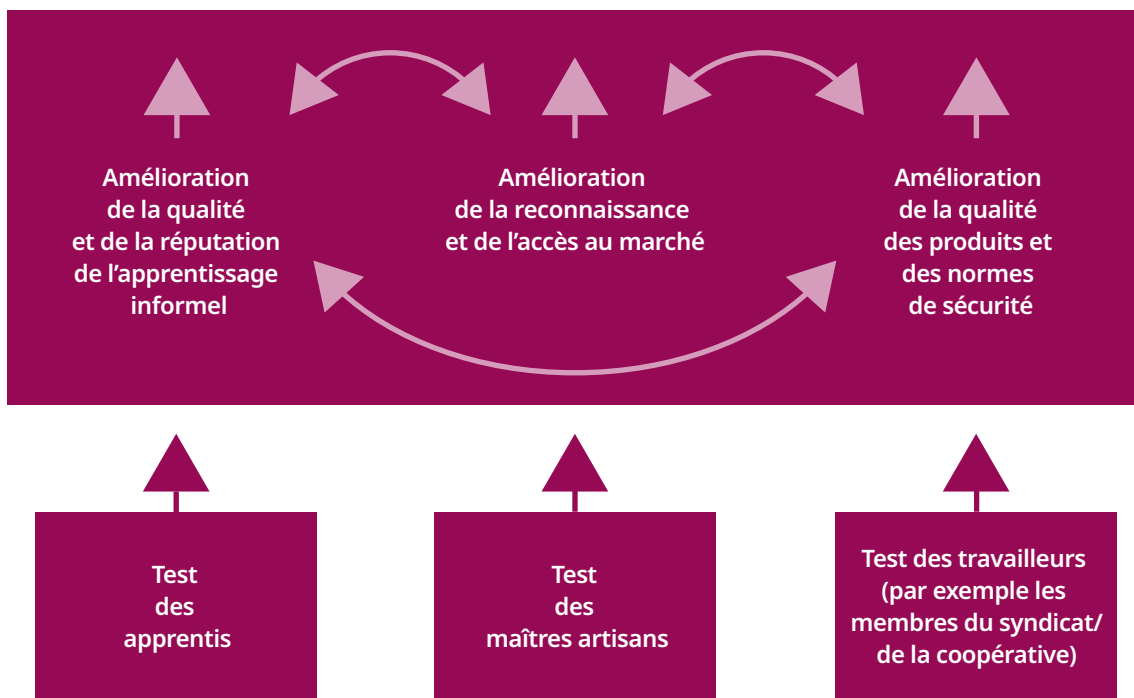 Amélioration
de la qualité
et de la réputation
de l’apprentissage
informel
Amélioration
de la reconnaissance
et de l’accès au marché
Amélioration
de la qualité
des produits et
des normes
de sécurité
Test
des
apprentis
Test
des
maîtres artisans
Test des travailleurs
(par exemple les
membres du syndicat/
de la coopérative)